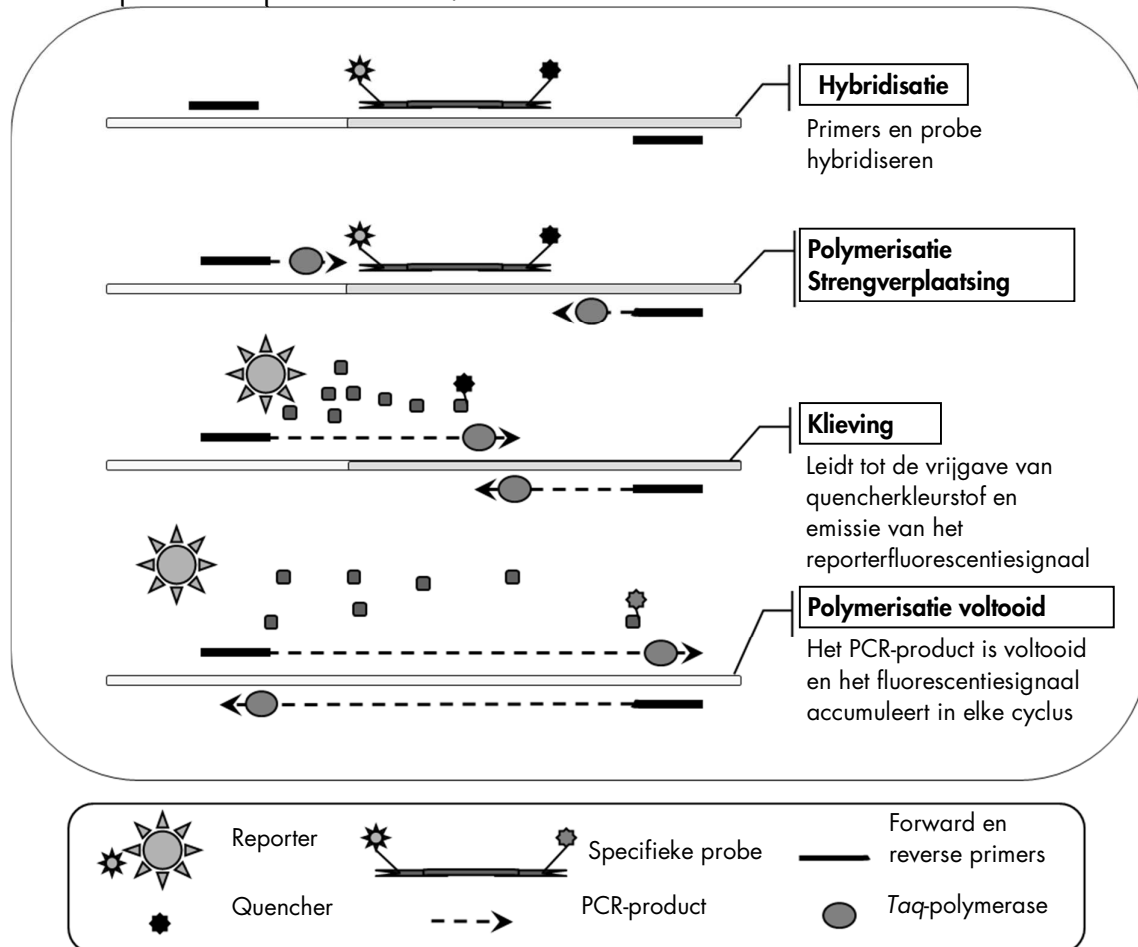 Hybridisatie
Primers en probe
hybridiseren
Polymerisatie
Strengverplaatsing
Klieving
Leidt tot de vrijgave van
quencherkleurstof en
emissie van het
reporterfluorescentiesignaal
Polymerisatie voltooid
Het PCR-product is voltooid
en het fluorescentiesignaal
accumuleert in elke cyclus
Reporter
Specifieke probe
Forward en
reverse primers
Quencher
PCR-product
Taq-polymerase